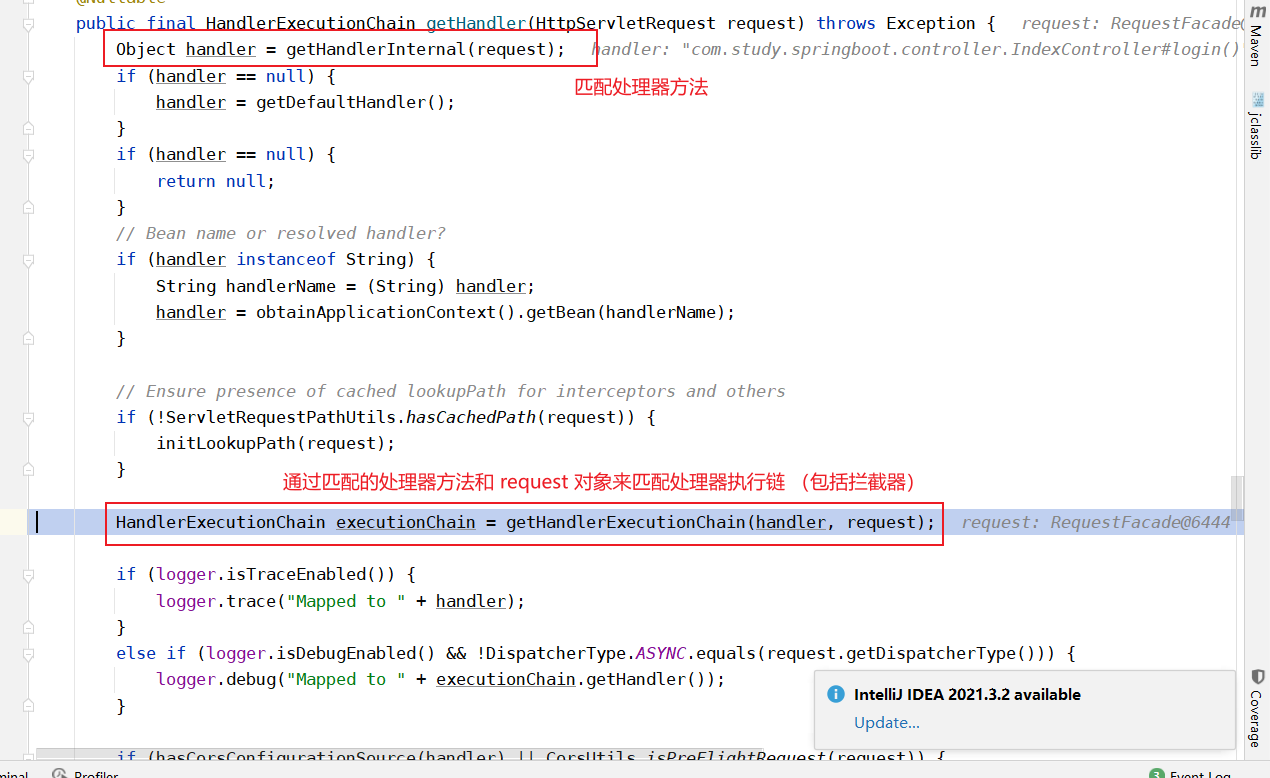 @Nullable
public final HandlerExecutionChain getHandler(HttpServletRequest request) throws Exception { request: RequestFacade@
Object handler = getHandlerInternal(request); handler: "com.study.springboot.controller.IndexController#login()
if (handler == null) {
匹配处理器方法
handler = getDefaultHandler();
}
if (handler == null) {
return null;
}
// Bean name or resolved handler?
if (handler instanceof String) {
String handlerName = (String) handler;
handler = obtainApplicationContext().getBean(handlerName);
}
// Ensure presence of cached lookupPath for interceptors and others
if (!ServletRequestPathUtils.hasCachedPath(request)) {
initLookupPath(request);
}
通过匹配的处理器方法和 request 对象来匹配处理器执行链 （包括拦截器）
HandlerExecutionChain executionChain = getHandlerExecutionChain(handler, request); request: RequestFacade@6444
if (logger.isTraceEnabled()) {
logger.trace("Mapped to " + handler);
}
else if (logger.isDebugEnabled() && !DispatcherType.ASYNC.equals(request.getDispatcherType())) {
logger.debug("Mapped to " + executionChain.getHandler());
}
if (hasCorsConfigurationSource(handler) || CorsUtils.isPreFlightRequest(request)) {
m
Maven
jclasslib
Coverage
IntelliJ IDEA 2021.3.2 available
Update...
minal
Profiler
3
Event Log